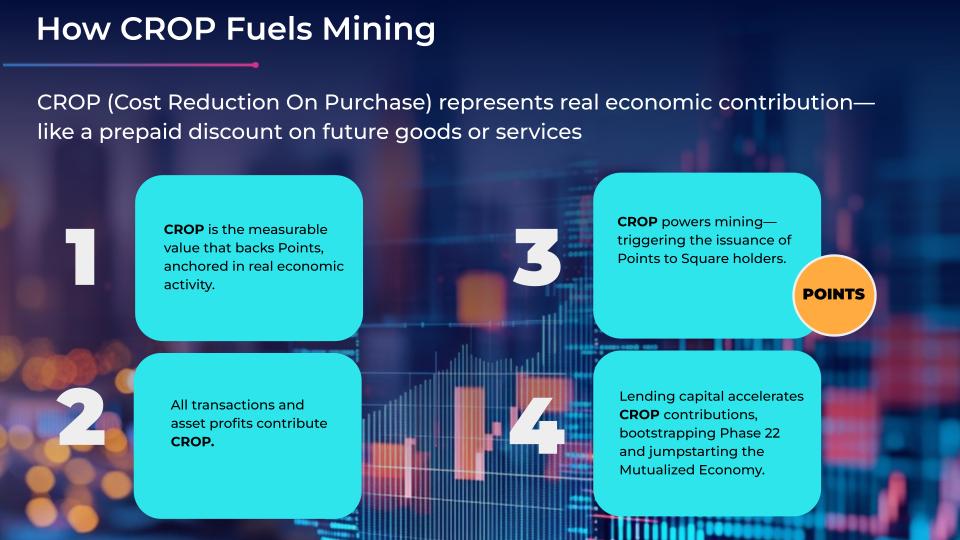 How CROP Fuels Mining
CROP (Cost Reduction On Purchase) represents real economic contribution—
like a prepaid discount on future goods or services
1
CROP is the measurable
value that backs Points,
anchored in real economic
activity.
2
All transactions and
asset profits contribute
CROP.
3
CROP powers mining—
triggering the issuance of
Points to Square holders.
POINTS
4
Lending capital accelerates
CROP contributions,
bootstrapping Phase 22
and jumpstarting the
Mutualized Economy.